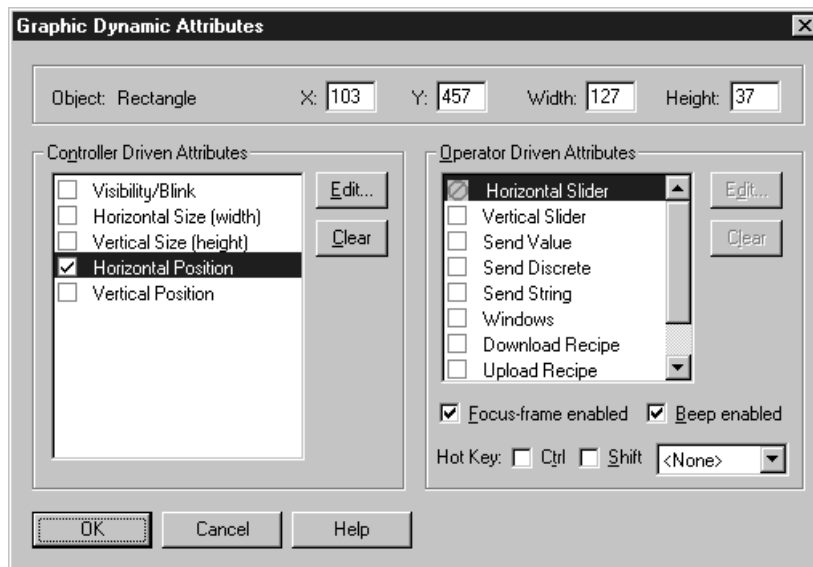 Graphic Dynamic Attributes
Object: Rectangle X: 103 Y: 457 Width: 127 Height: 37
Controller Driven Attributes
Visibility/Blink
Horizontal Size (width)
Vertical Size (height)
Horizontal Position
Vertical Position
Edit...
Clear
Operator Driven Attributes
Horizontal Slider
Vertical Slider
Send Value
Send Discrete
Send String
Windows
Download Recipe
Upload Recipe
Edit...
Clear
Focus-frame enabled Beep enabled
Hot Key: Ctrl Shift <None>
OK Cancel Help